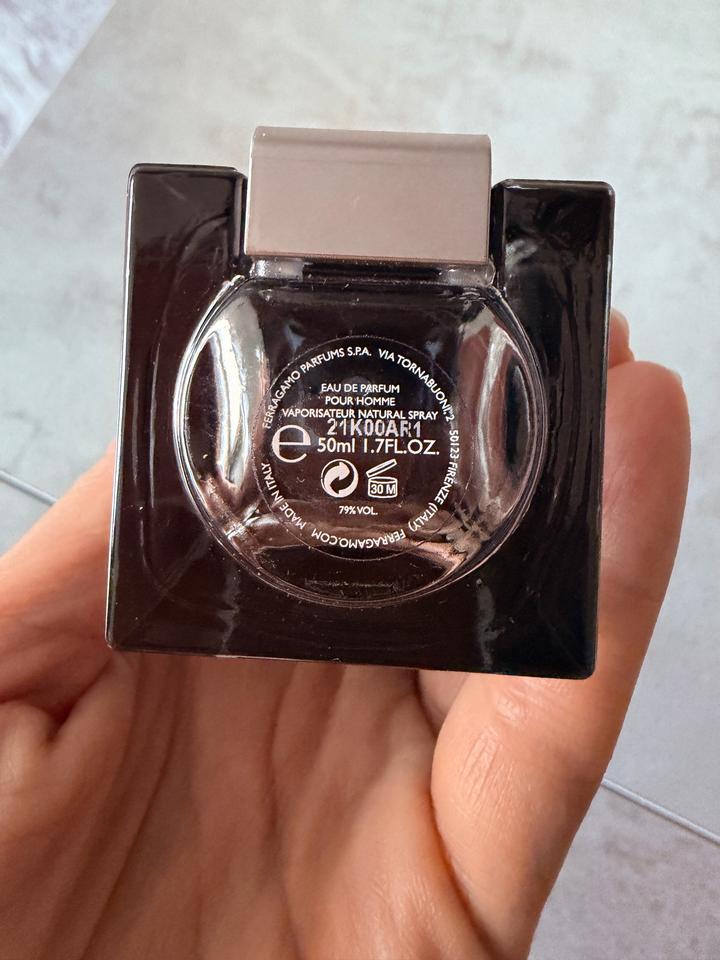 FERRAGAMO PARFUMS S.P.A. VIA TORNABUONI 2 50123 FIRENZE (ITALY) FERRAGAMO.COM MADE IN ITALY
EAU DE PARFUM
POUR HOMME
VAPORISATEUR NATURAL SPRAY
21K00AR1
e 50ml 1.7FL.OZ.
30 M
79%VOL.